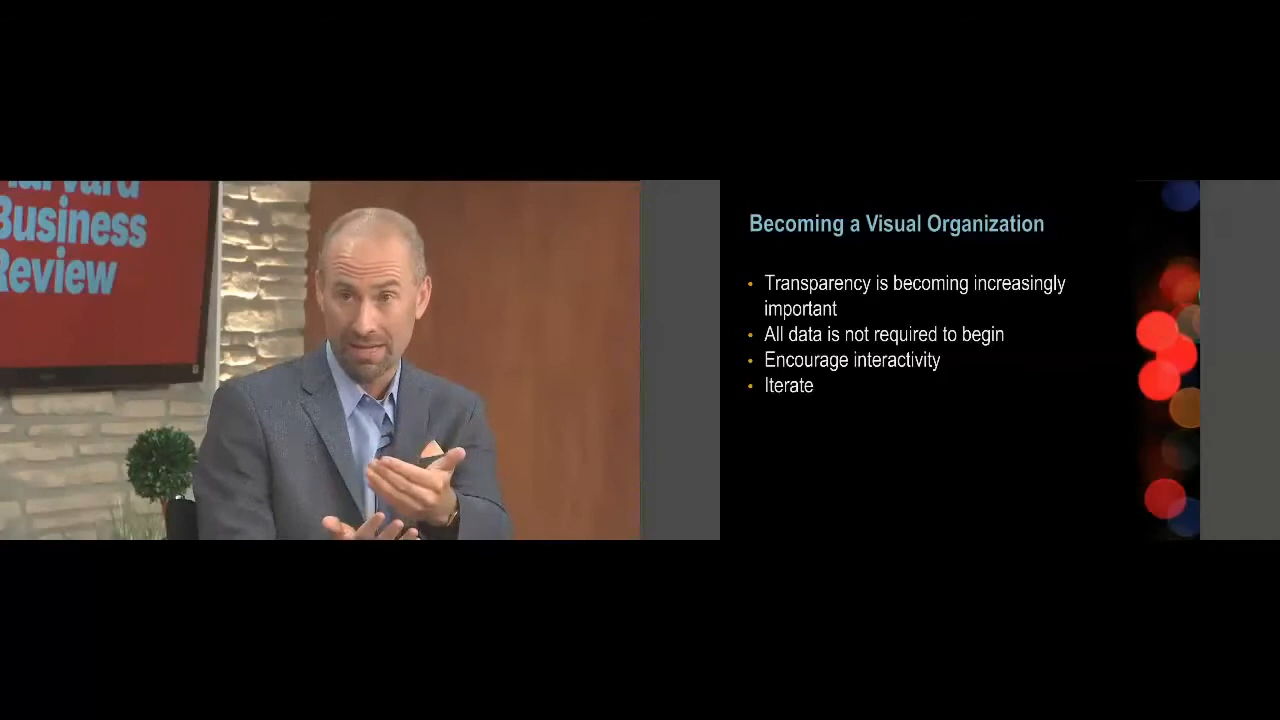 Harvard
Business
Review
Becoming a Visual Organization
• Transparency is becoming increasingly
important
• All data is not required to begin
• Encourage interactivity
• Iterate